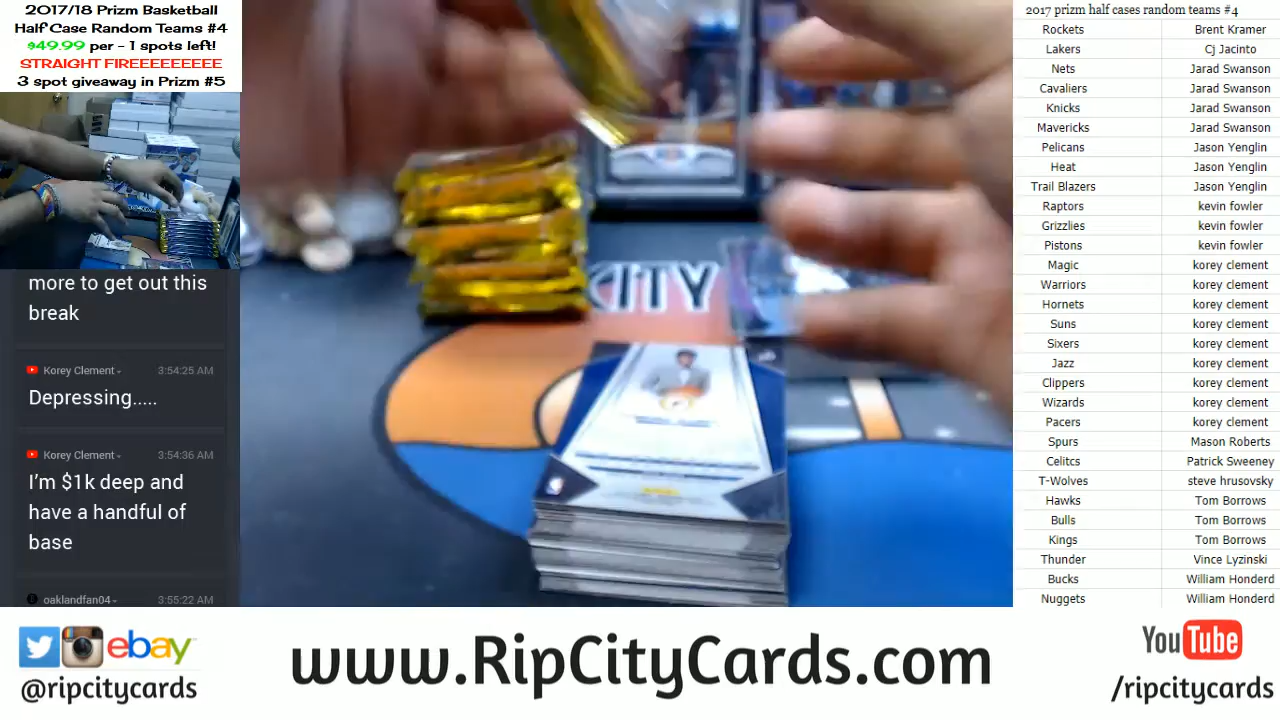 2017/18 Prizm Basketball
Half Case Random Teams #4
$49.99 per - 1 spots left!
STRAIGHT FIREEEEEEEEE
3 spot giveaway in Prizm #5
more to get out this
break
Korey Clement 3:54:25 AM
Depressing.....
Korey Clement 3:54:36 AM
I'm $1k deep and
have a handful of
base
oaklandfan04 3:55:22 AM
CITY
2017 prizm half cases random teams #4
Rockets Brent Kramer
Lakers Cj Jacinto
Nets Jarad Swanson
Cavaliers Jarad Swanson
Knicks Jarad Swanson
Mavericks Jarad Swanson
Pelicans Jason Yenglin
Heat Jason Yenglin
Trail Blazers Jason Yenglin
Raptors kevin fowler
Grizzlies kevin fowler
Pistons kevin fowler
Magic korey clement
Warriors korey clement
Hornets korey clement
Suns korey clement
Sixers korey clement
Jazz korey clement
Clippers korey clement
Wizards korey clement
Pacers korey clement
Spurs Mason Roberts
Celitcs Patrick Sweeney
T-Wolves steve hrusovsky
Hawks Tom Borrows
Bulls Tom Borrows
Kings Tom Borrows
Thunder Vince Lyzinski
Bucks William Honderd
Nuggets William Honderd
ebay
@ripcitycards
www.RipCityCards.com
YouTube
/ripcitycards